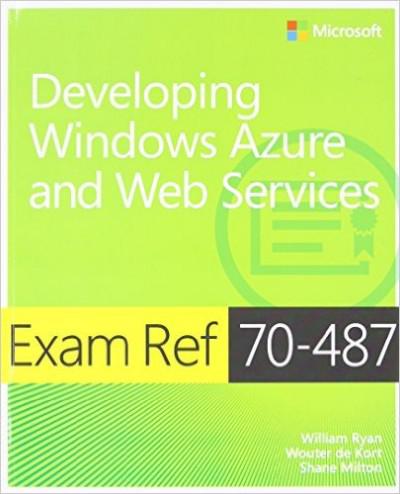 Microsoft
Developing
Windows Azure
and Web Services
Exam Ref 70-487
William Ryan
Wouter de Kort
Shane Milton